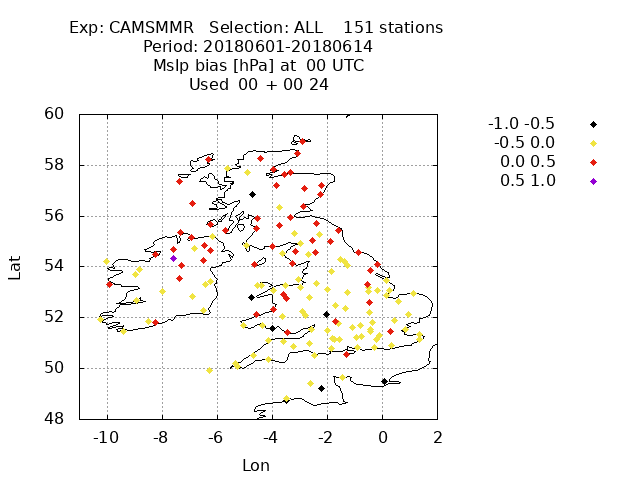 Exp: CAMSMMR Selection: ALL 151 stations
Period: 20180601-20180614
Mslp bias [hPa] at 00 UTC
Used 00 + 00 24
-1.0 -0.5
-0.5 0.0
0.0 0.5
0.5 1.0
60
58
56
54
52
50
48
Lat
-10 -8 -6 -4 -2 0 2
Lon